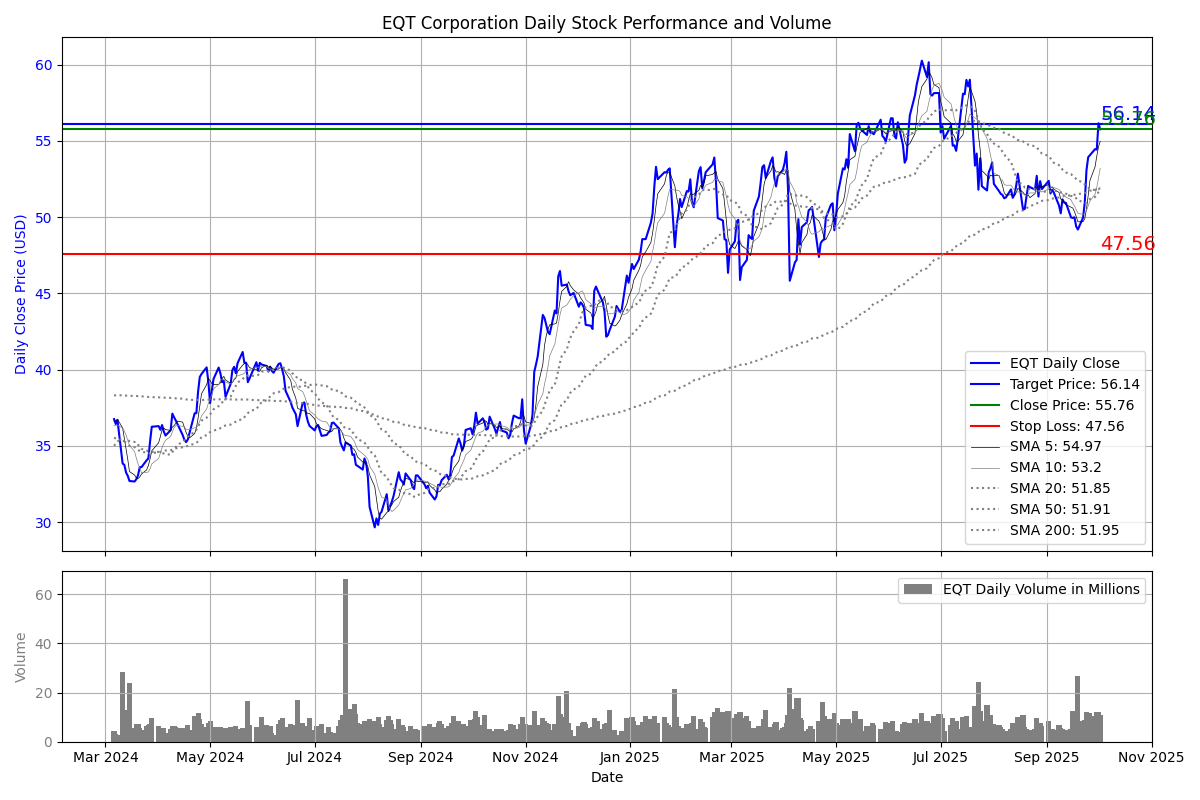 EQT Corporation Daily Stock Performance and Volume
60
55
50
45
40
35
30
Daily Close Price (USD)
56.14
55.76
47.56
EQT Daily Close
Target Price: 56.14
Close Price: 55.76
Stop Loss: 47.56
SMA 5: 54.97
SMA 10: 53.2
SMA 20: 51.85
SMA 50: 51.91
SMA 200: 51.95
60
40
20
0
Volume
EQT Daily Volume in Millions
Mar 2024 May 2024 Jul 2024 Sep 2024 Nov 2024 Jan 2025 Mar 2025 May 2025 Jul 2025 Sep 2025 Nov 2025
Date